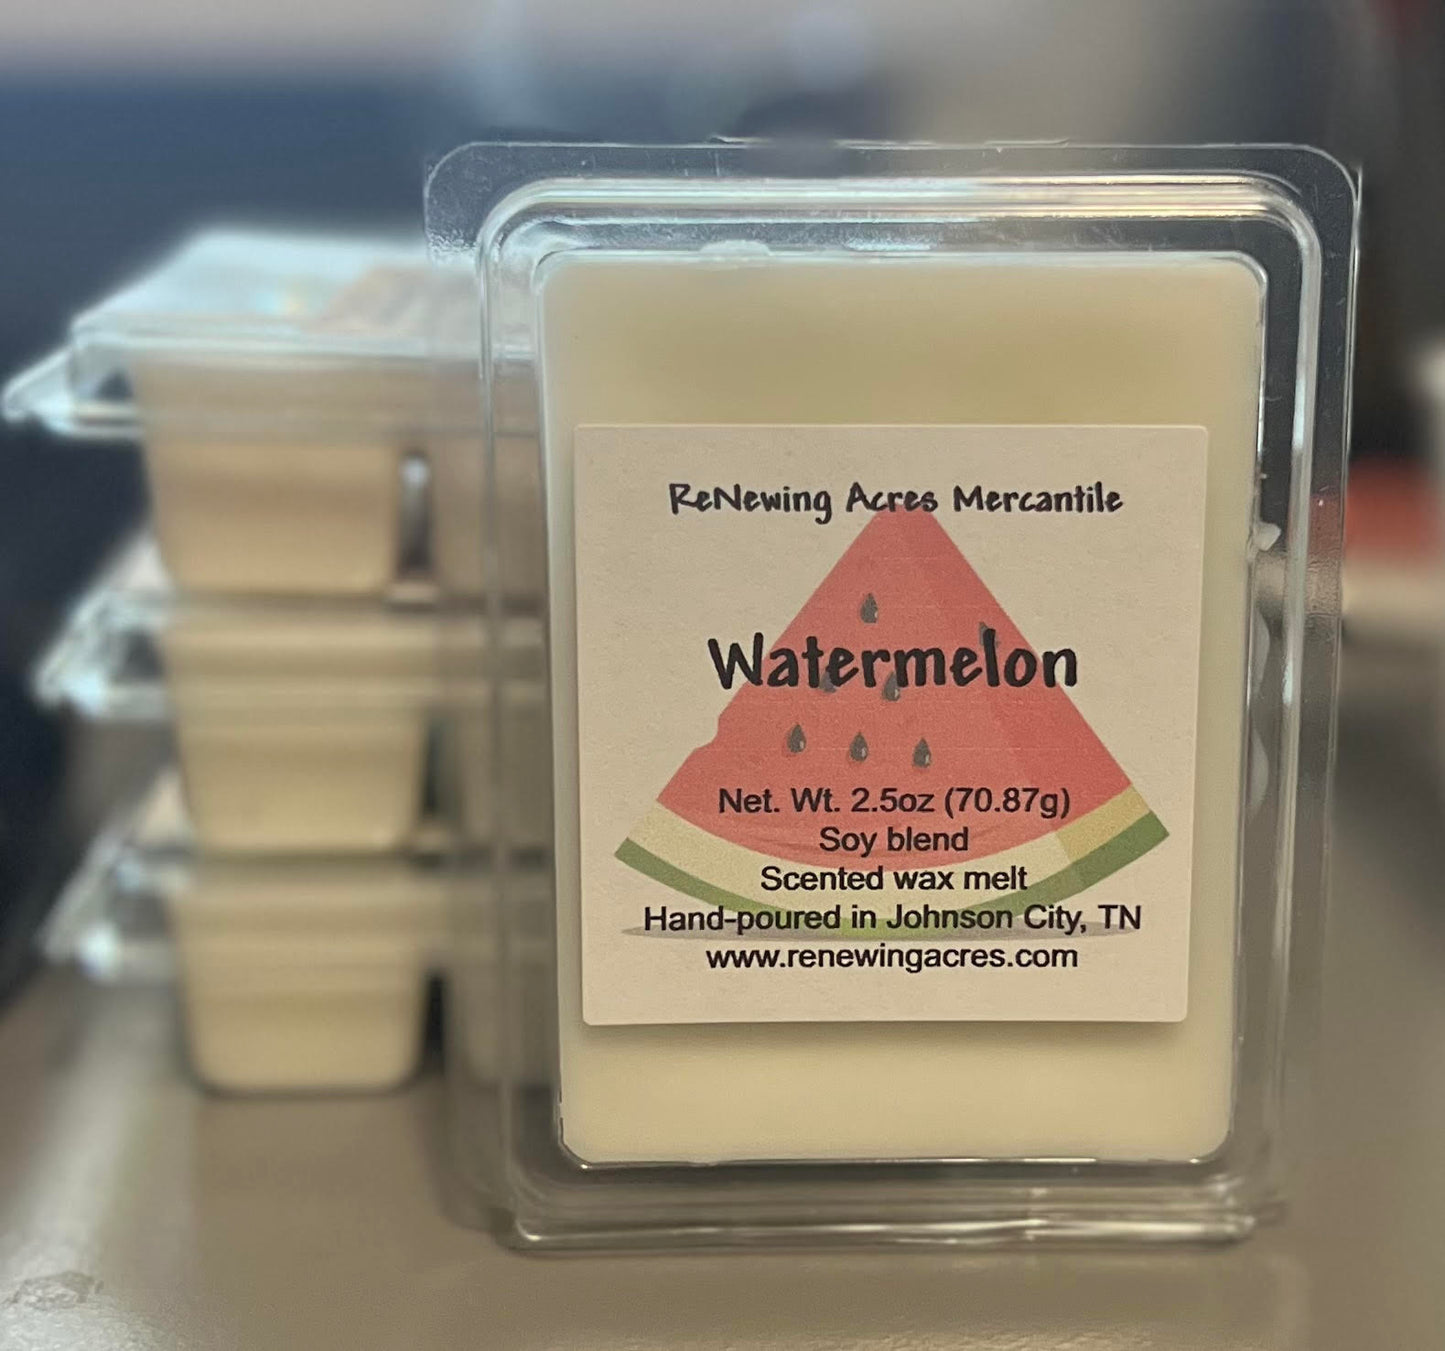 ReNewing Acres Mercantile
Watermelon
Net. Wt. 2.5oz (70.87g)
Soy blend
Scented wax melt
Hand-poured in Johnson City, TN
www.renewingacres.com